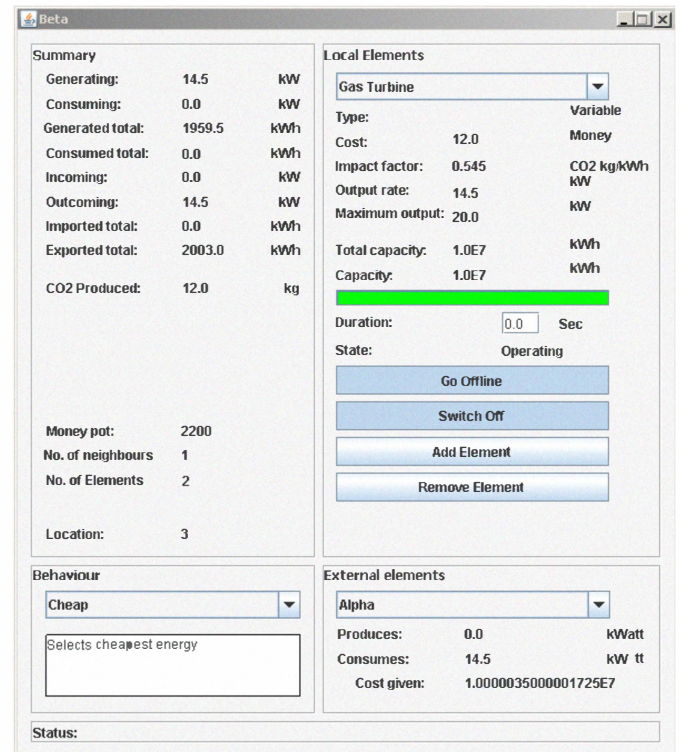 Beta
Summary
Generating: 14.5 kW
Consuming: 0.0 kW
Generated total: 1959.5 kWh
Consumed total: 0.0 kWh
Incoming: 0.0 kW
Outcoming: 14.5 kW
Imported total: 0.0 kWh
Exported total: 2003.0 kWh
CO2 Produced: 12.0 kg
Money pot: 2200
No. of neighbours 1
No. of Elements 2
Location: 3
Local Elements
Gas Turbine
Type: Variable
Cost: 12.0 Money
Impact factor: 0.545 CO2 kg/kWh
Output rate: 14.5 kW
Maximum output: 20.0 kW
Total capacity: 1.0E7 kWh
Capacity: 1.0E7 kWh
Duration: 0.0 Sec
State: Operating
Go Offline
Switch Off
Add Element
Remove Element
Behaviour
Cheap
Selects cheapest energy
External elements
Alpha
Produces: 0.0 kWatt
Consumes: 14.5 kW tt
Cost given: 1.0000035000001725E7
Status: